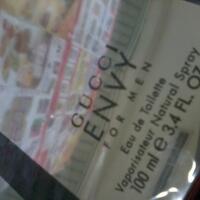 GUCCI
ENVY
FOR MEN
Eau de Toilette
Vaporisateur Natural Spray
100 ml e 3.4 FL. OZ